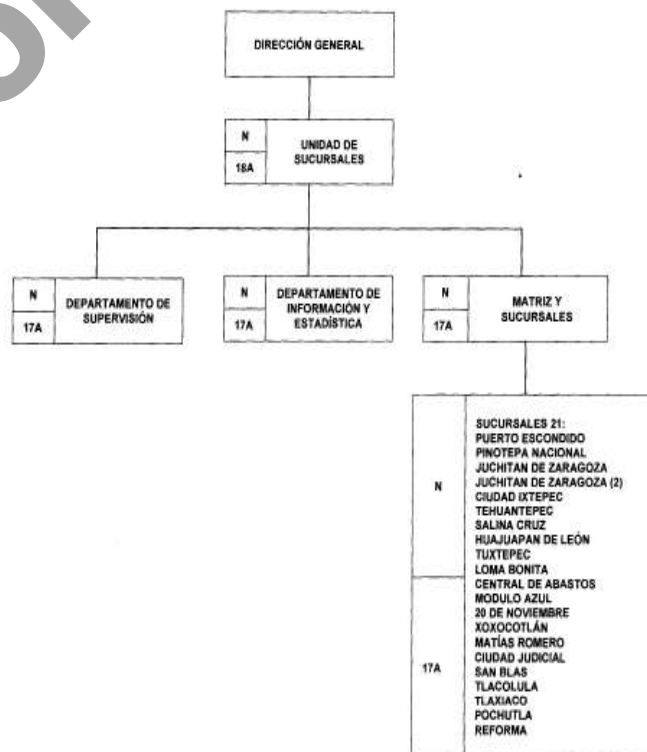 DIRECCIÓN GENERAL
N
18A
UNIDAD DE
SUCURSALES
N
17A
DEPARTAMENTO DE
SUPERVISIÓN
N
17A
DEPARTAMENTO DE
INFORMACIÓN Y
ESTADÍSTICA
N
17A
MATRIZ Y
SUCURSALES
N
17A
SUCURSALES 21:
PUERTO ESCONDIDO
PINOTEPA NACIONAL
JUCHITAN DE ZARAGOZA
JUCHITAN DE ZARAGOZA (2)
CIUDAD IXTEPEC
TEHUANTEPEC
SALINA CRUZ
HUAJUAPAN DE LEÓN
TUXTEPEC
LOMA BONITA
CENTRAL DE ABASTOS
MODULO AZUL
20 DE NOVIEMBRE
XOXOCOTLÁN
MATÍAS ROMERO
CIUDAD JUDICIAL
SAN BLAS
TLACOLULA
TLAXIACO
POCHUTLA
REFORMA